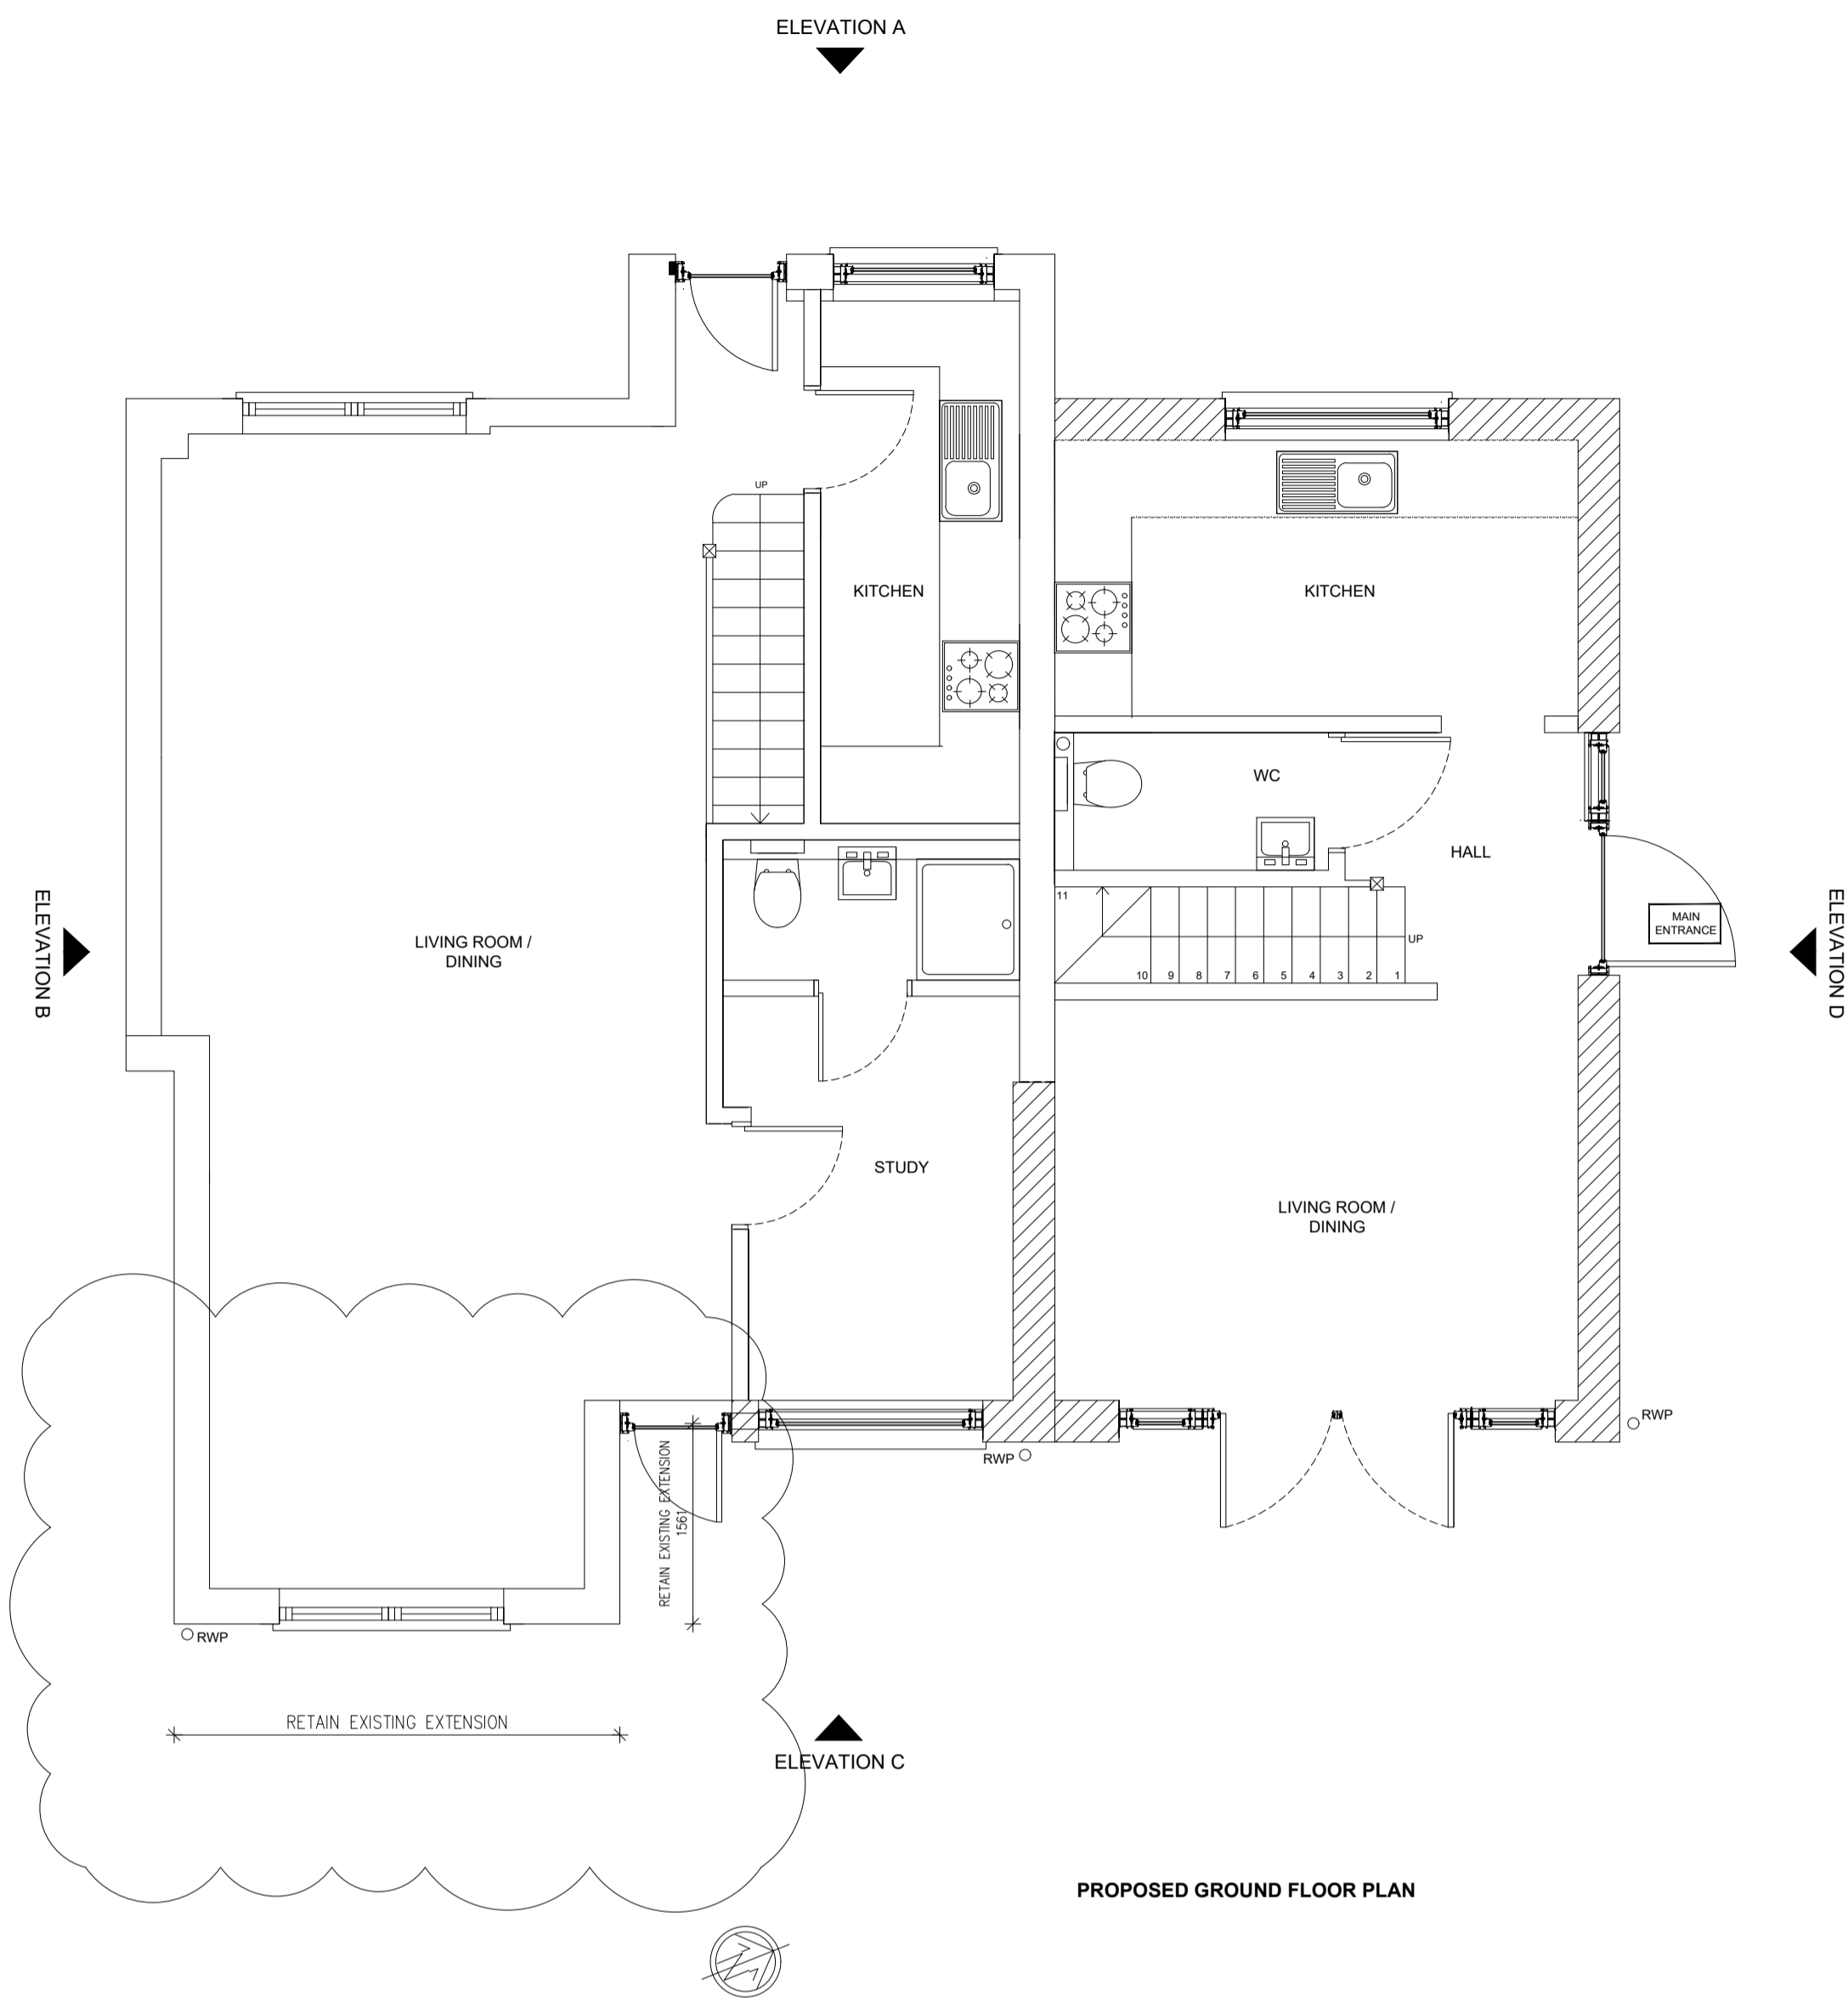 ELEVATION A
UP
KITCHEN
KITCHEN
WC
HALL
ELEVATION B
LIVING ROOM /
DINING
11
MAIN
ENTRANCE
ELEVATION D
UP
10 9 8 7 6 5 4 3 2 1
STUDY
LIVING ROOM /
DINING
RWP
RWP
RETAIN EXISTING EXTENSION
1561
RWP
RETAIN EXISTING EXTENSION
ELEVATION C
PROPOSED GROUND FLOOR PLAN